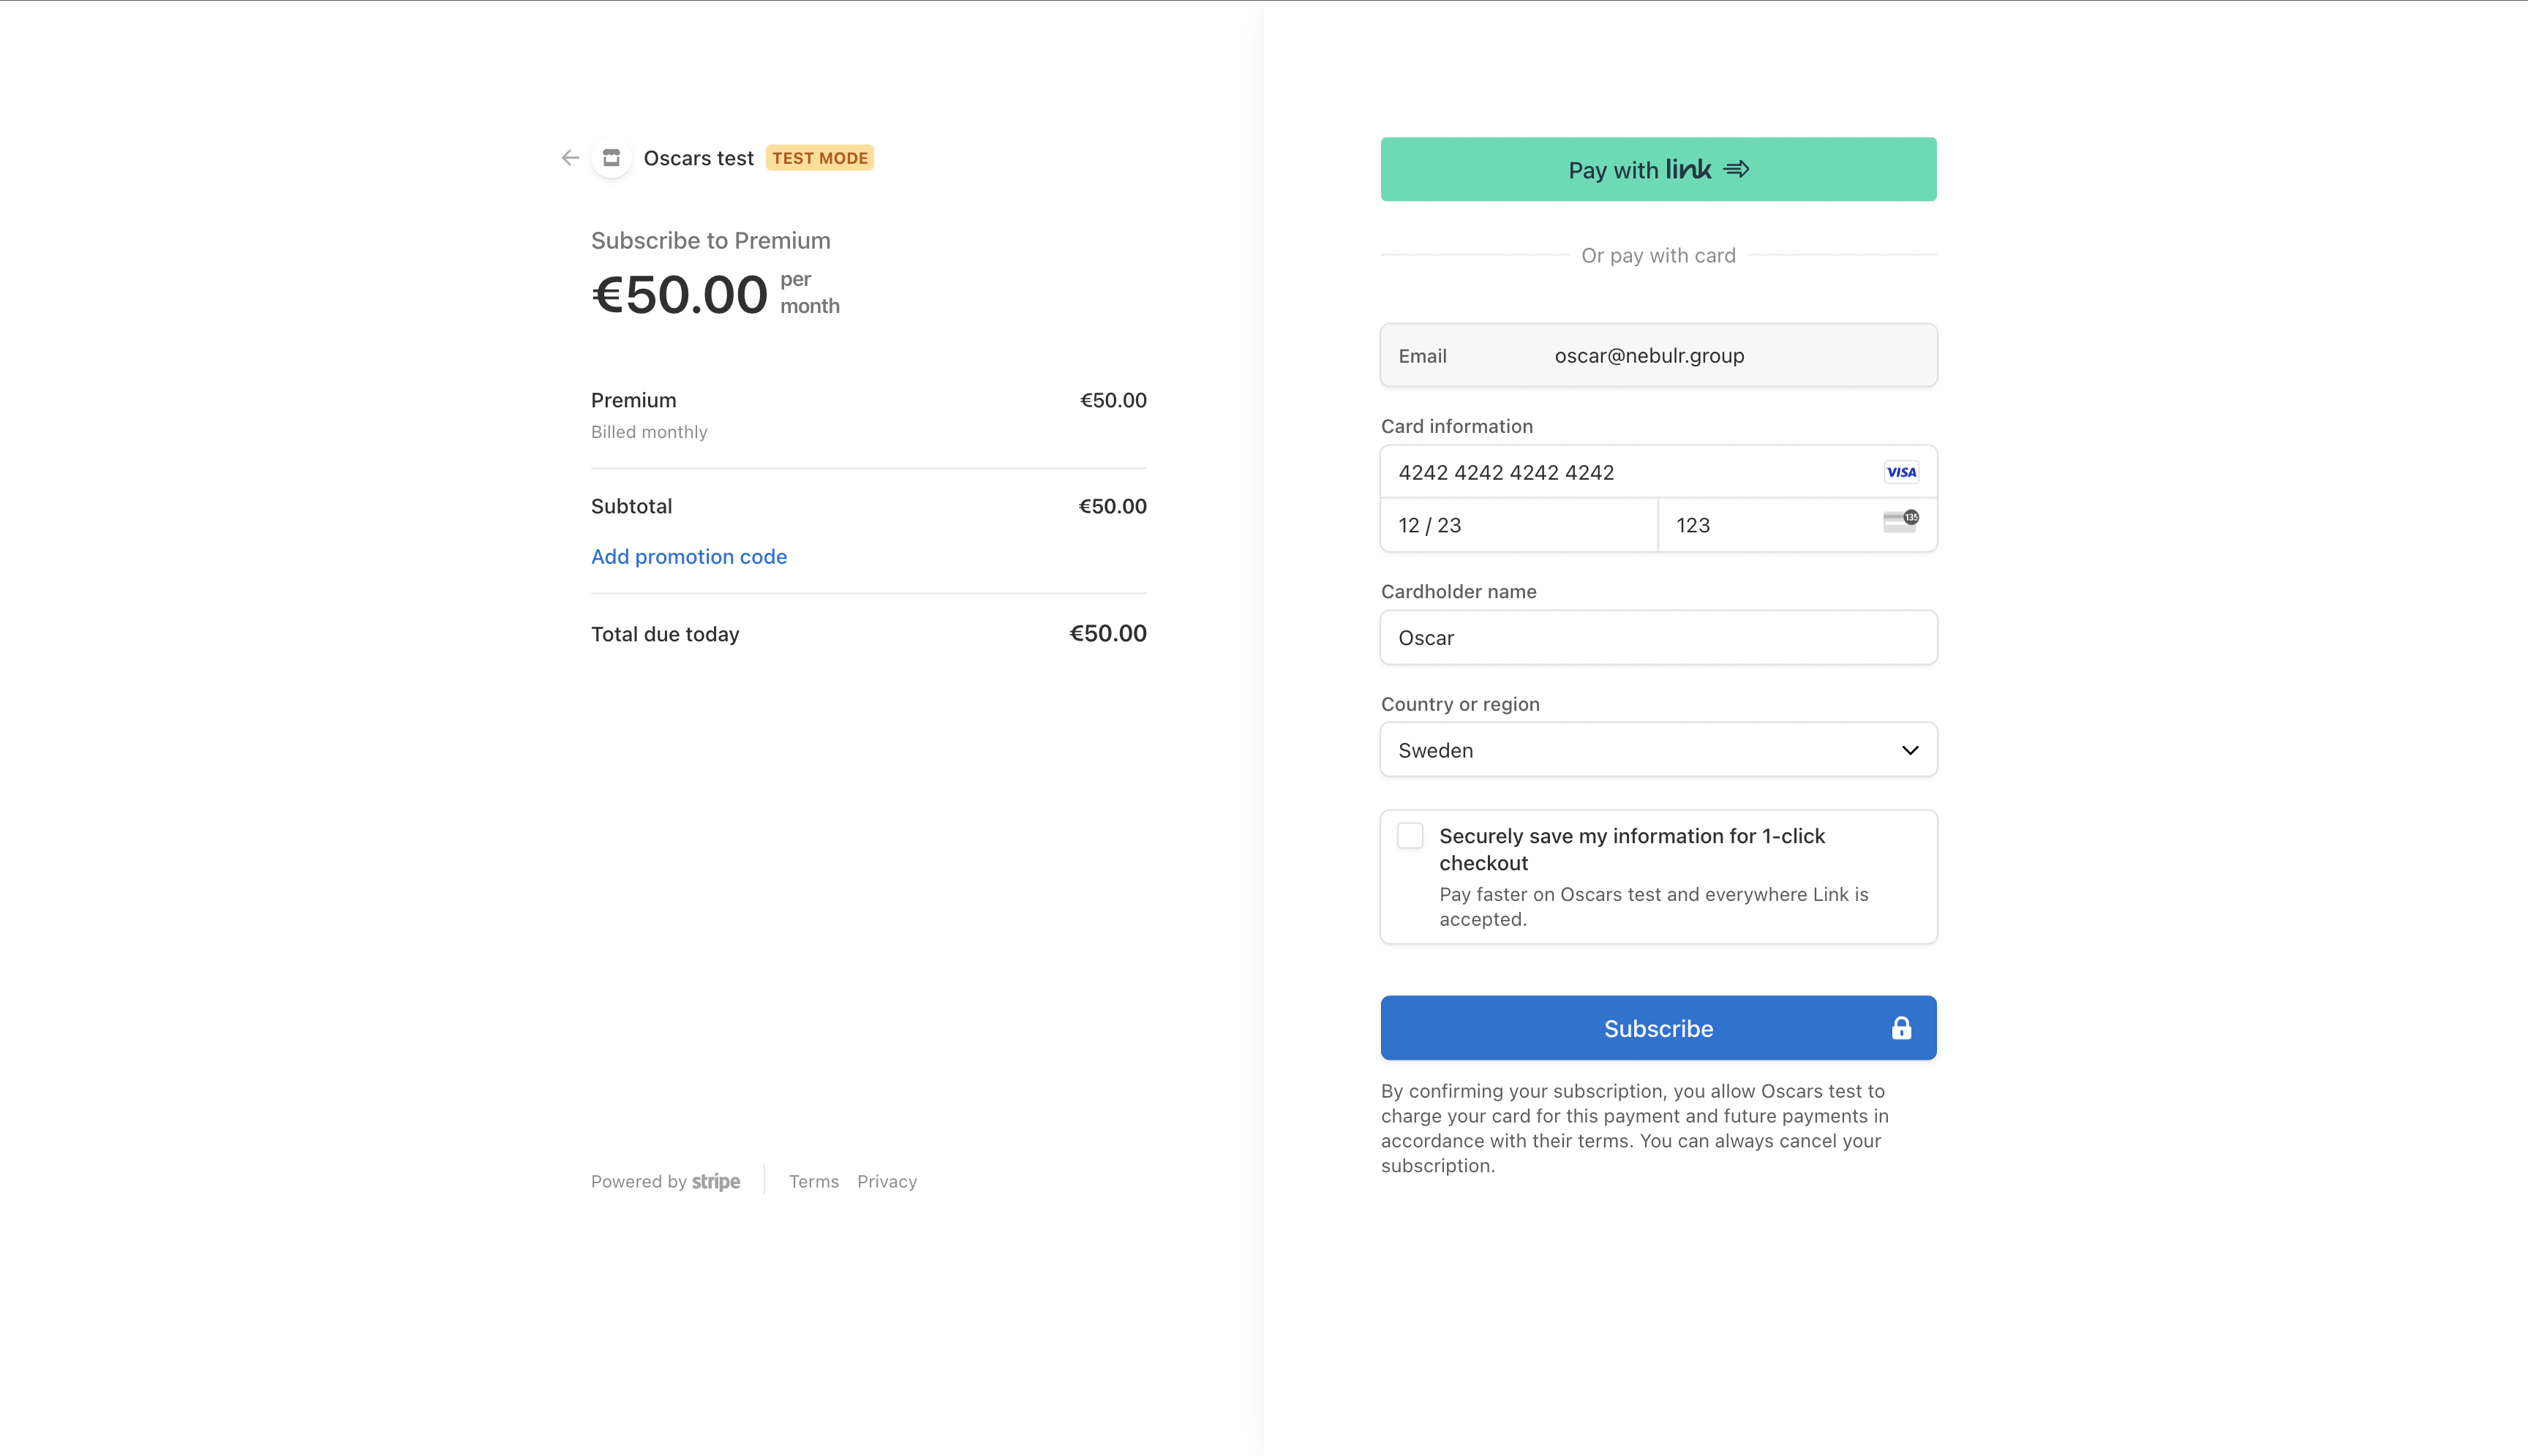 Oscars test TEST MODE
Subscribe to Premium
€50.00 per
month
Premium €50.00
Billed monthly
Subtotal €50.00
Add promotion code
Total due today €50.00
Powered by stripe Terms Privacy
Pay with link
Or pay with card
Email oscar@nebulr.group
Card information
4242 4242 4242 4242 VISA
12 / 23 123 135
Cardholder name
Oscar
Country or region
Sweden
Securely save my information for 1-click
checkout
Pay faster on Oscars test and everywhere Link is
accepted.
Subscribe
By confirming your subscription, you allow Oscars test to
charge your card for this payment and future payments in
accordance with their terms. You can always cancel your
subscription.